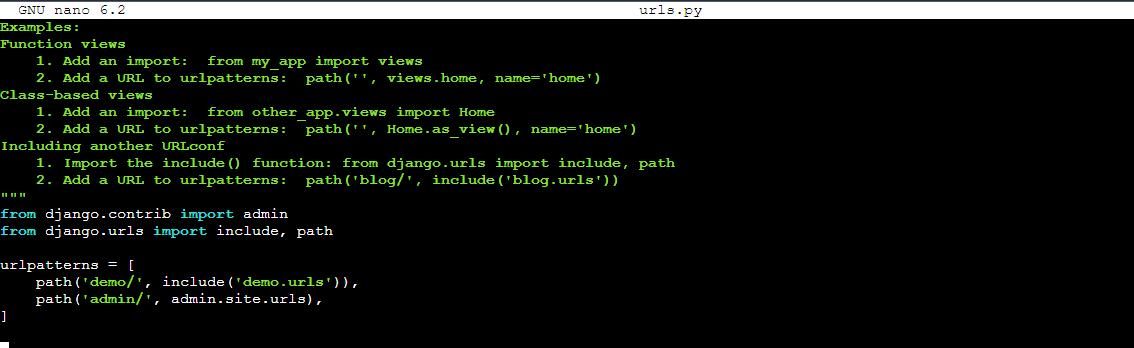 GNU nano 6.2 urls.py
Examples:
Function views
    1. Add an import:  from my_app import views
    2. Add a URL to urlpatterns:  path('', views.home, name='home')
Class-based views
    1. Add an import:  from other_app.views import Home
    2. Add a URL to urlpatterns:  path('', Home.as_view(), name='home')
Including another URLconf
    1. Import the include() function: from django.urls import include, path
    2. Add a URL to urlpatterns:  path('blog/', include('blog.urls'))
"""
from django.contrib import admin
from django.urls import include, path
urlpatterns = [
    path('demo/', include('demo.urls')),
    path('admin/', admin.site.urls),
]